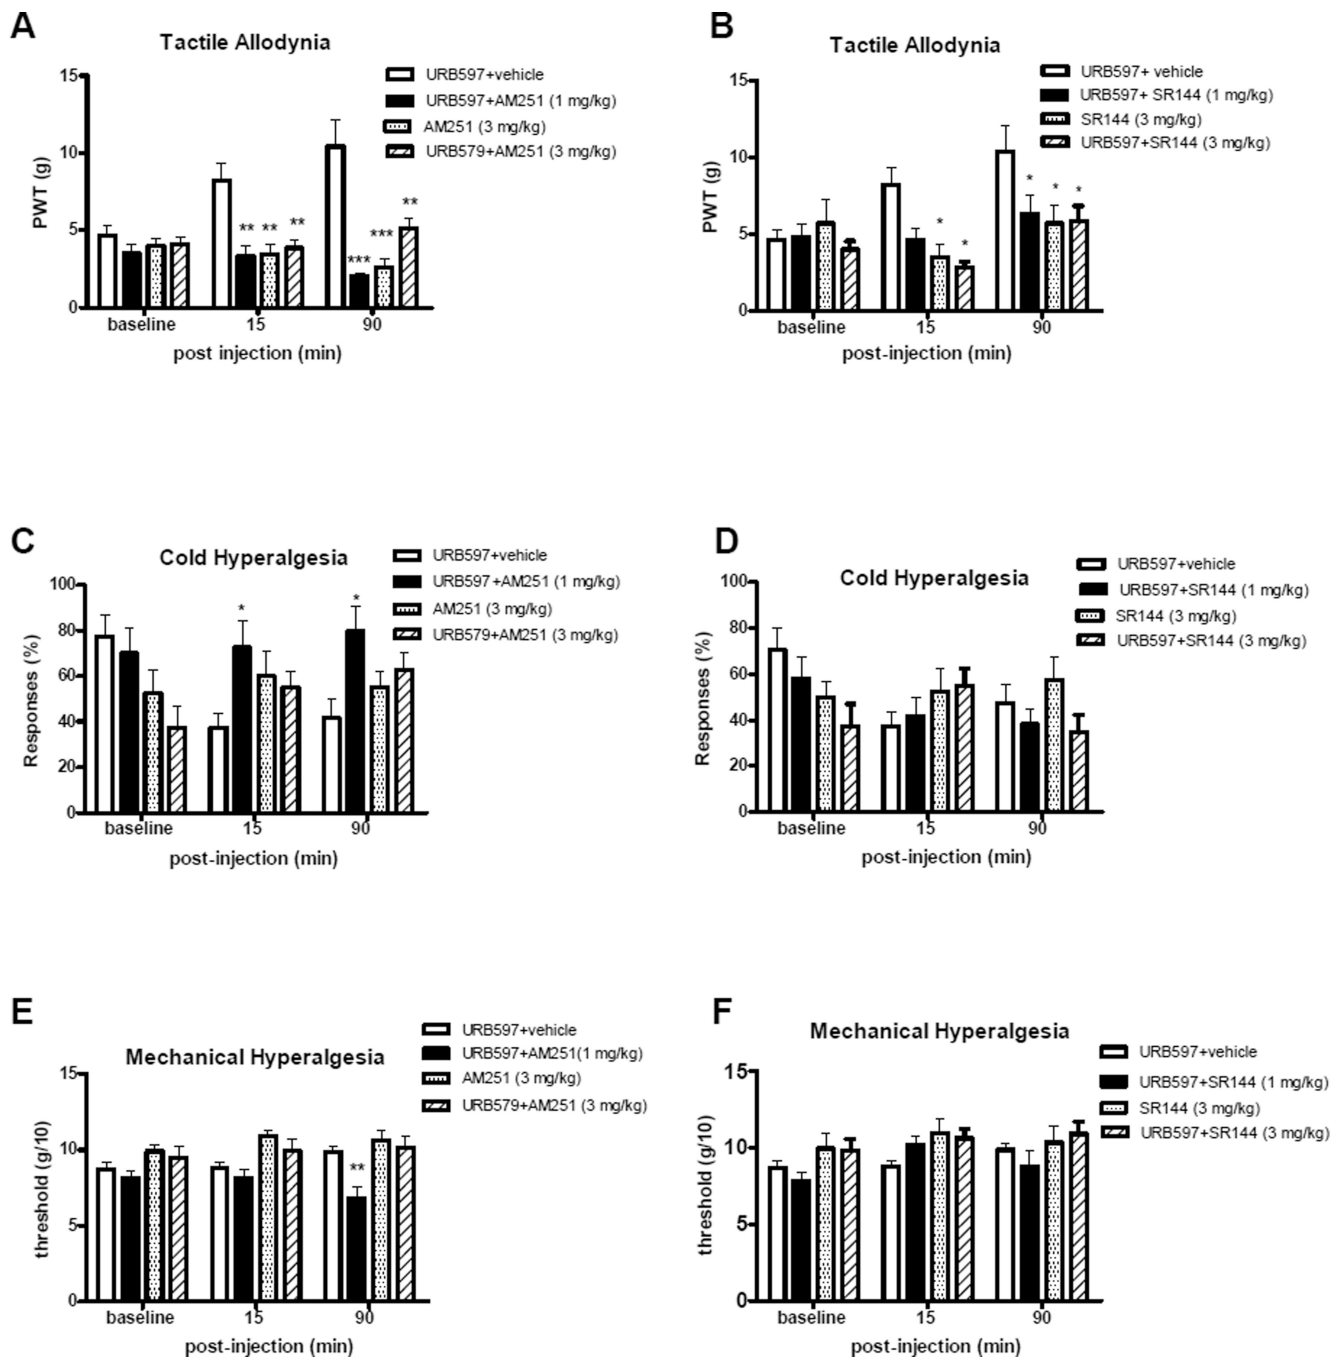 A
Tactile Allodynia
URB597+vehicle
URB597+AM251 (1 mg/kg)
AM251 (3 mg/kg)
URB579+AM251 (3 mg/kg)
PWT (g)
15
10
5
0
** ** **
*** *** **
baseline 15 90
post injection (min)
B
Tactile Allodynia
URB597+ vehicle
URB597+ SR144 (1 mg/kg)
SR144 (3 mg/kg)
URB597+SR144 (3 mg/kg)
PWT (g)
15
10
5
0
* *
* * *
baseline 15 90
post-injection (min)
C
Cold Hyperalgesia
URB597+vehicle
URB597+AM251 (1 mg/kg)
AM251 (3 mg/kg)
URB579+AM251 (3 mg/kg)
Responses (%)
100
80
60
40
20
0
* *
baseline 15 90
post-injection (min)
D
Cold Hyperalgesia
URB597+vehicle
URB597+SR144 (1 mg/kg)
SR144 (3 mg/kg)
URB597+SR144 (3 mg/kg)
Responses (%)
100
80
60
40
20
0
baseline 15 90
post-injection (min)
E
Mechanical Hyperalgesia
URB597+vehicle
URB597+AM251(1 mg/kg)
AM251 (3 mg/kg)
URB579+AM251 (3 mg/kg)
threshold (g/10)
15
10
5
0
**
baseline 15 90
post-injection (min)
F
Mechanical Hyperalgesia
URB597+vehicle
URB597+SR144 (1 mg/kg)
SR144 (3 mg/kg)
URB597+SR144 (3 mg/kg)
threshold (g/10)
15
10
5
0
baseline 15 90
post-injection (min)